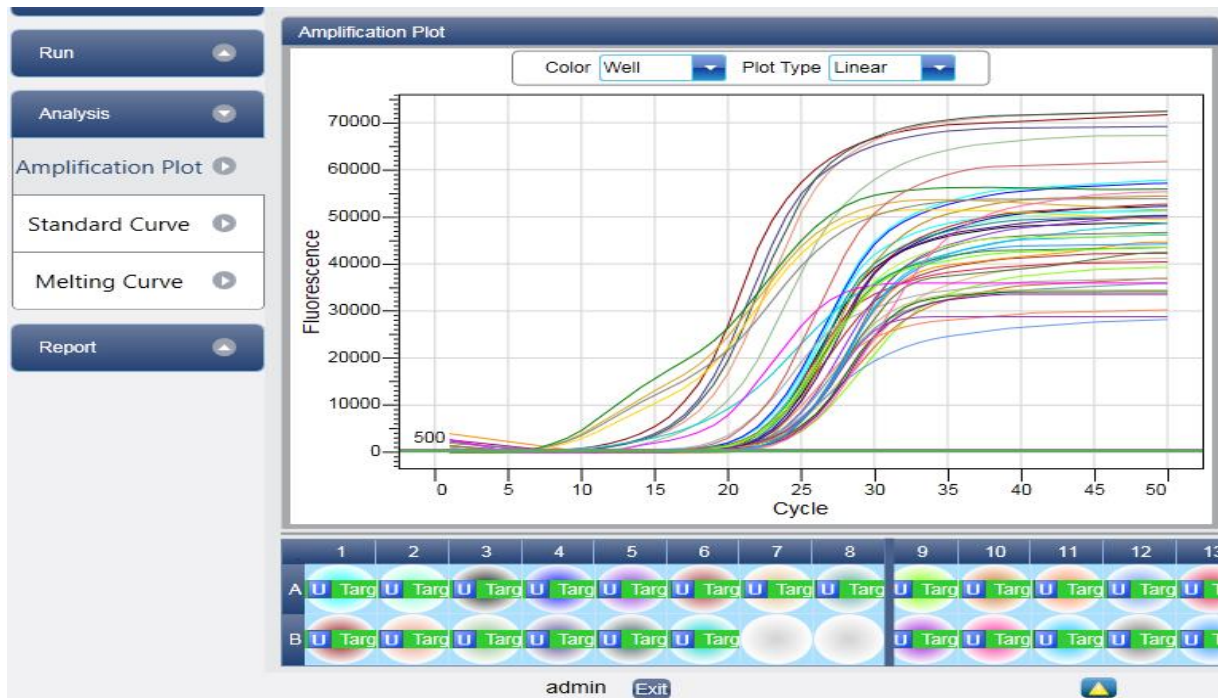 Amplification Plot
Run
Color Well Plot Type Linear
Analysis
Amplification Plot
Standard Curve
Melting Curve
Report
Fluorescence
70000
60000
50000
40000
30000
20000
10000
0
500
0 5 10 15 20 25 30 35 40 45 50
Cycle
1 2 3 4 5 6 7 8 9 10 11 12 13
A U Targ U Targ U Targ U Targ U Targ U Targ U Targ U Targ U Targ U Targ U Targ U Targ U T
B U Targ U Targ U Targ U Targ U Targ U Targ U Targ U Targ U Targ U Targ U
admin Exit